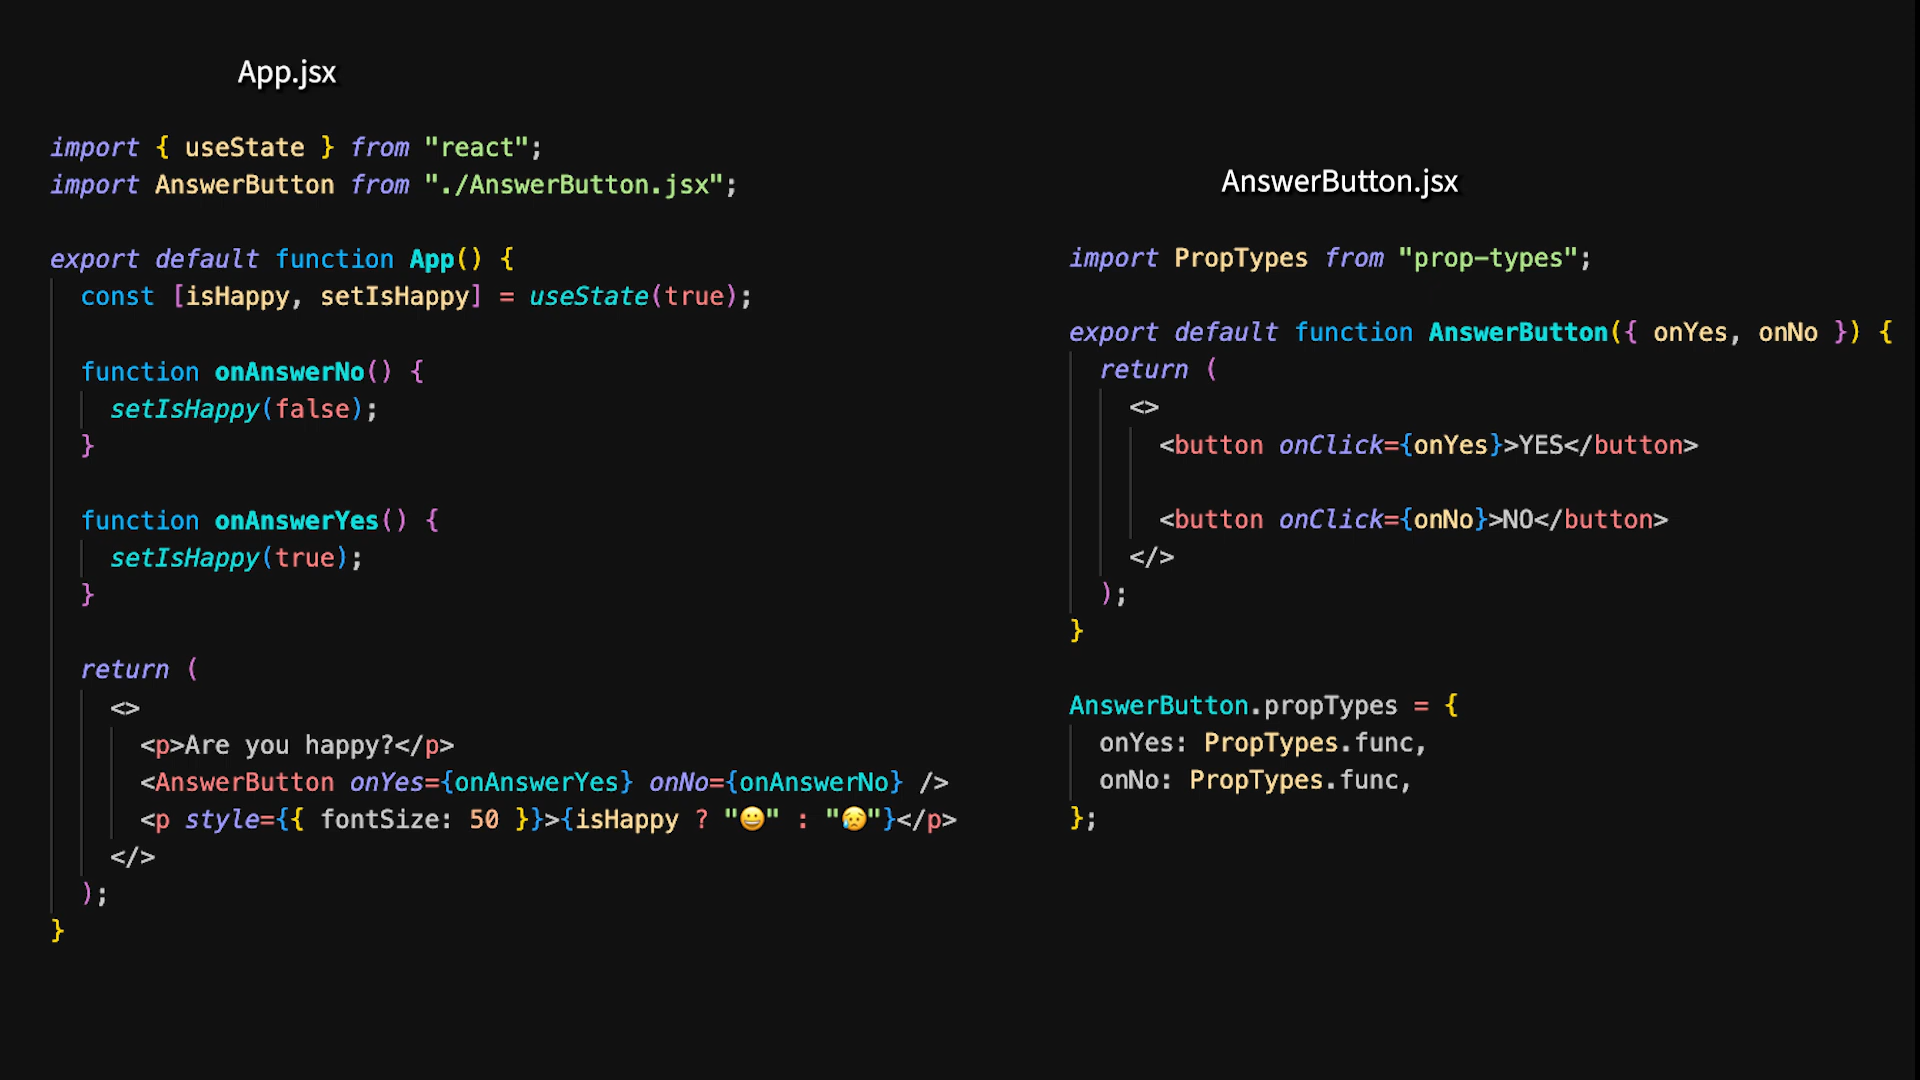 App.jsx
import { useState } from "react";
import AnswerButton from "./AnswerButton.jsx";
export default function App() {
const [isHappy, setIsHappy] = useState(true);
function onAnswerNo() {
setIsHappy(false);
}
function onAnswerYes() {
setIsHappy(true);
}
return (
<>
<p>Are you happy?</p>
<AnswerButton onYes={onAnswerYes} onNo={onAnswerNo} />
<p style={{ fontSize: 50 }}>{isHappy ? "😀" : "😥"}</p>
</>
);
}
AnswerButton.jsx
import PropTypes from "prop-types";
export default function AnswerButton({ onYes, onNo }) {
return (
<>
<button onClick={onYes}>YES</button>
<button onClick={onNo}>NO</button>
</>
);
}
AnswerButton.propTypes = {
onYes: PropTypes.func,
onNo: PropTypes.func,
};